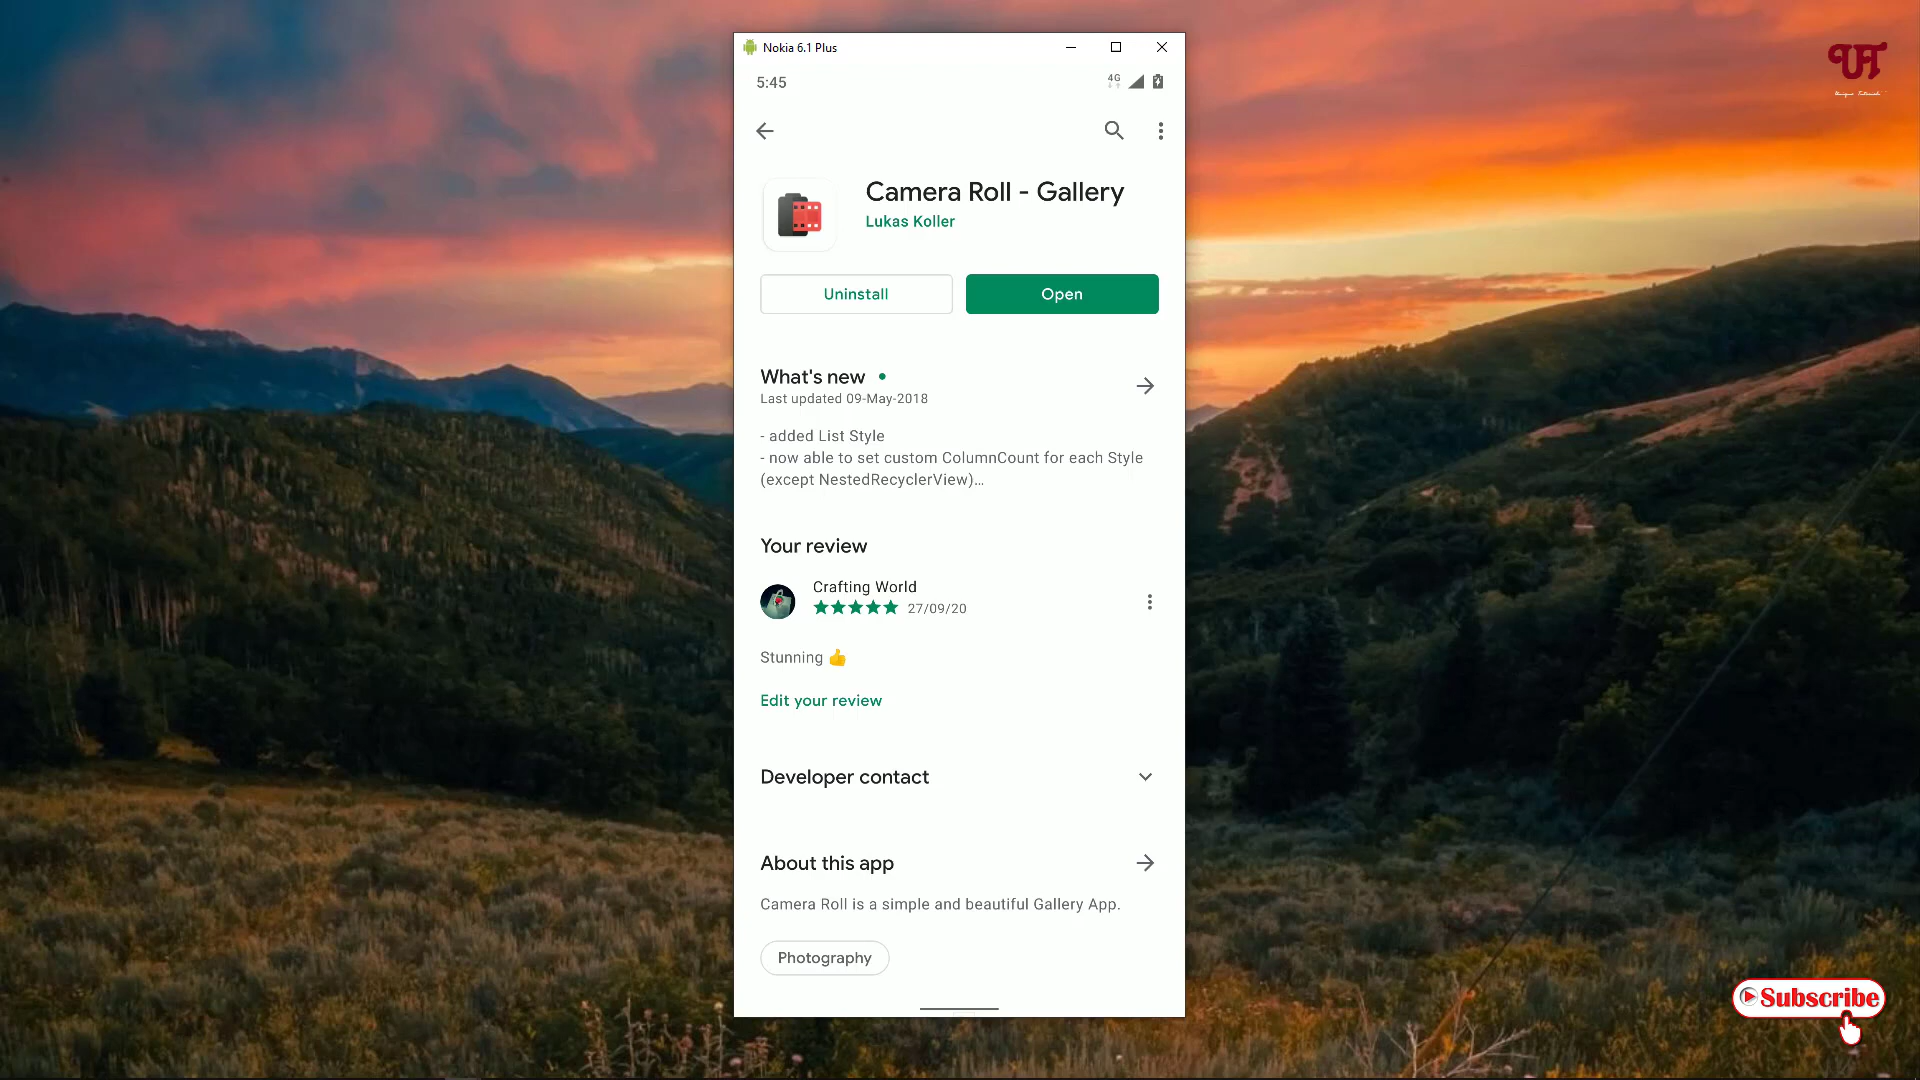 Nokia 6.1 Plus
5:45
4G
UT
Unique Tutorials
Camera Roll - Gallery
Lukas Koller
Uninstall
Open
What's new
Last updated 09-May-2018
- added List Style
- now able to set custom ColumnCount for each Style
(except NestedRecyclerView)...
Your review
Crafting World
27/09/20
Stunning 👍
Edit your review
Developer contact
About this app
Camera Roll is a simple and beautiful Gallery App.
Photography
Subscribe